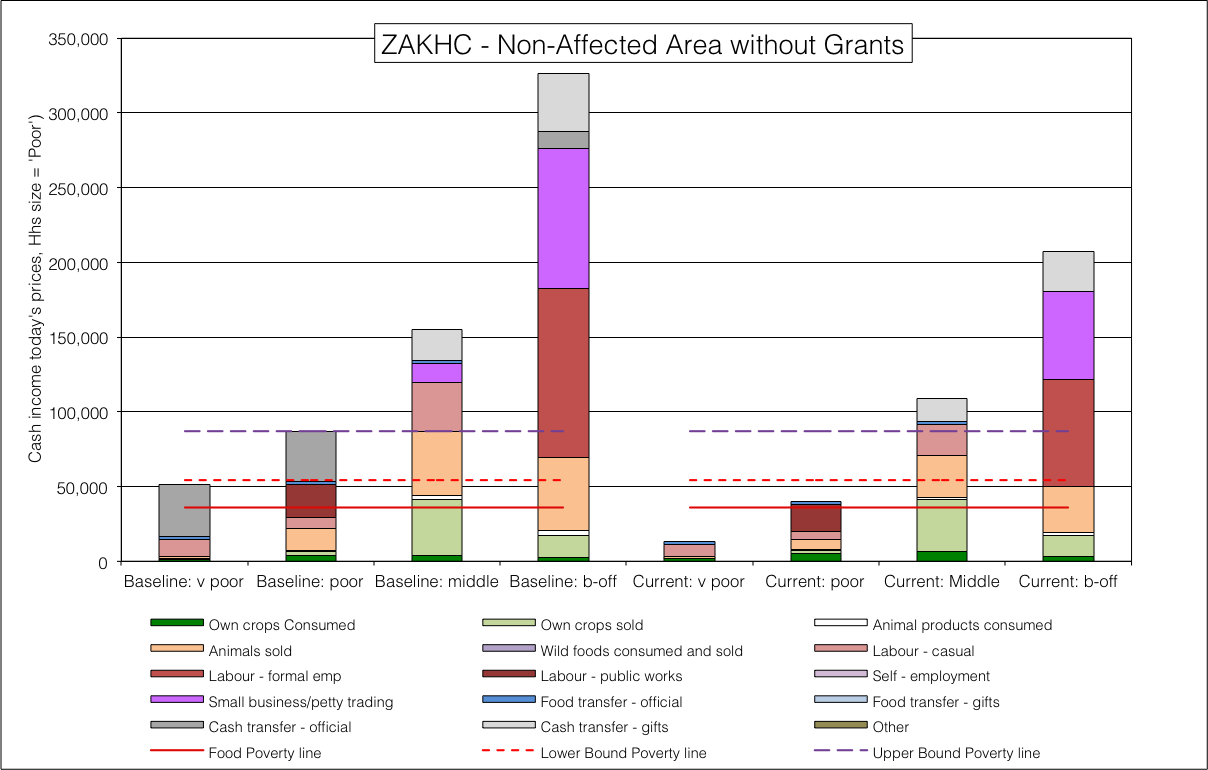 ZAKHC - Non-Affected Area without Grants
Cash income today's prices, Hhs size = 'Poor')
350,000
300,000
250,000
200,000
150,000
100,000
50,000
0
Baseline: v poor Baseline: poor Baseline: middle Baseline: b-off Current: v poor Current: poor Current: Middle Current: b-off
Own crops Consumed Own crops sold Animal products consumed
Animals sold Wild foods consumed and sold Labour - casual
Labour - formal emp Labour - public works Self - employment
Small business/petty trading Food transfer - official Food transfer - gifts
Cash transfer - official Cash transfer - gifts Other
Food Poverty line Lower Bound Poverty line Upper Bound Poverty line